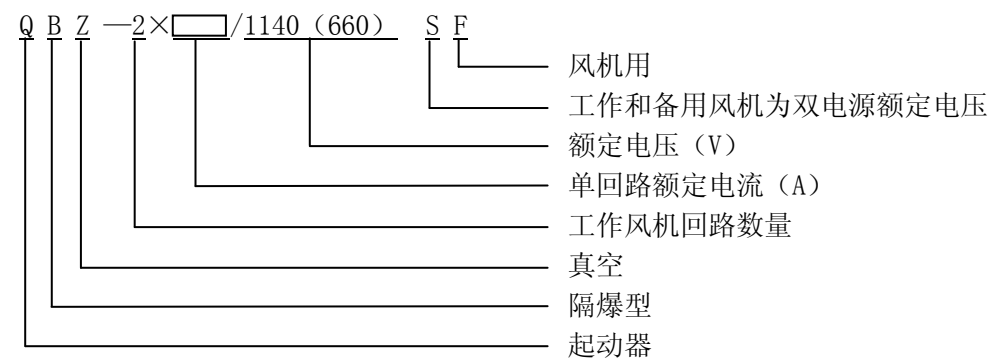 Q B Z —2×/1140（660） S F
风机用
工作和备用风机为双电源额定电压
额定电压（V）
单回路额定电流（A）
工作风机回路数量
真空
隔爆型
起动器